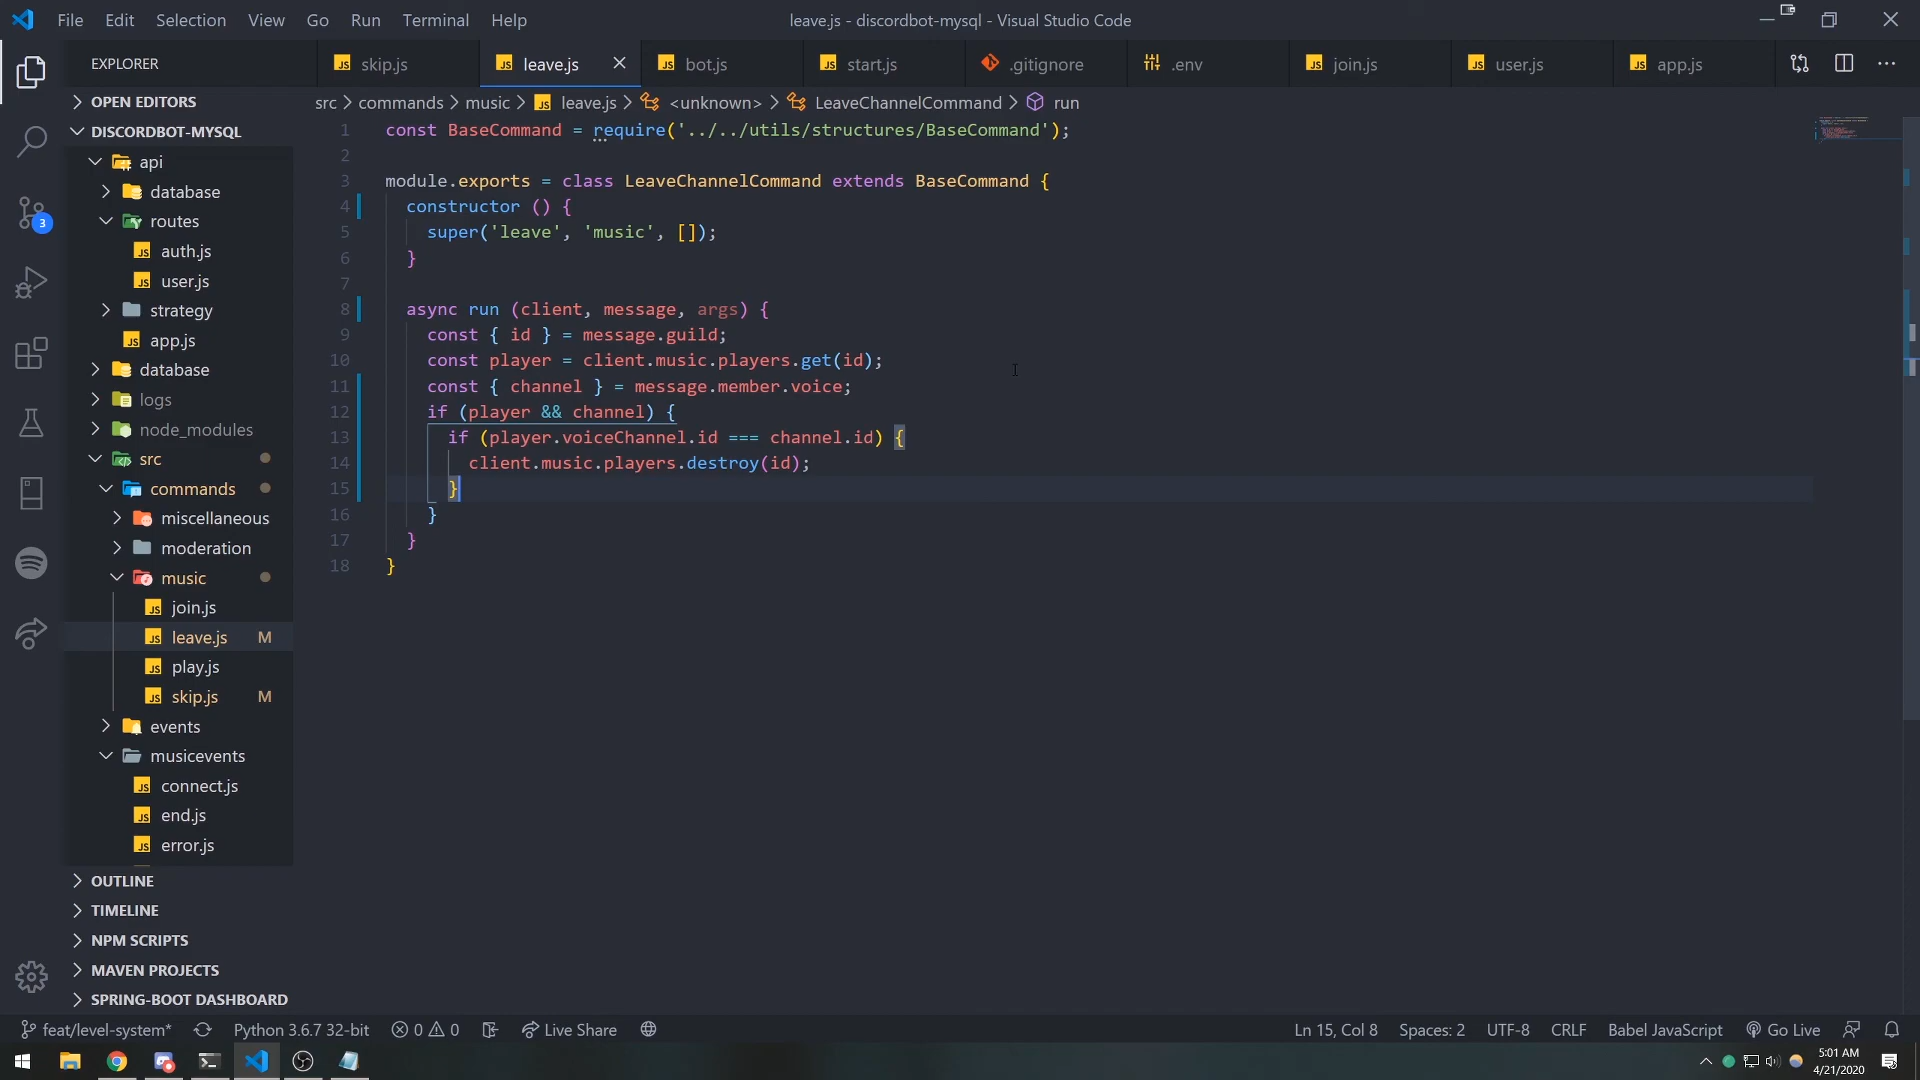 File Edit Selection View Go Run Terminal Help
leave.js - discordbot-mysql - Visual Studio Code
EXPLORER
skip.js leave.js bot.js start.js .gitignore .env join.js user.js app.js
src > commands > music > leave.js > <unknown> > LeaveChannelCommand > run
OPEN EDITORS
DISCORDBOT-MYSQL
api
database
routes
auth.js
user.js
strategy
app.js
database
logs
node_modules
src
commands
miscellaneous
moderation
music
join.js
leave.js M
play.js
skip.js M
events
musicevents
connect.js
end.js
error.js
OUTLINE
TIMELINE
NPM SCRIPTS
MAVEN PROJECTS
SPRING-BOOT DASHBOARD
3
1 const BaseCommand = require('../../utils/structures/BaseCommand');
2
3 module.exports = class LeaveChannelCommand extends BaseCommand {
4 constructor () {
5 super('leave', 'music', []);
6 }
7
8 async run (client, message, args) {
9 const { id } = message.guild;
10 const player = client.music.players.get(id);
11 const { channel } = message.member.voice;
12 if (player && channel) {
13 if (player.voiceChannel.id === channel.id) {
14 client.music.players.destroy(id);
15 }
16 }
17 }
18 }
feat/level-system* Python 3.6.7 32-bit 0 0 Live Share
Ln 15, Col 8 Spaces: 2 UTF-8 CRLF Babel JavaScript Go Live
5:01 AM
4/21/2020